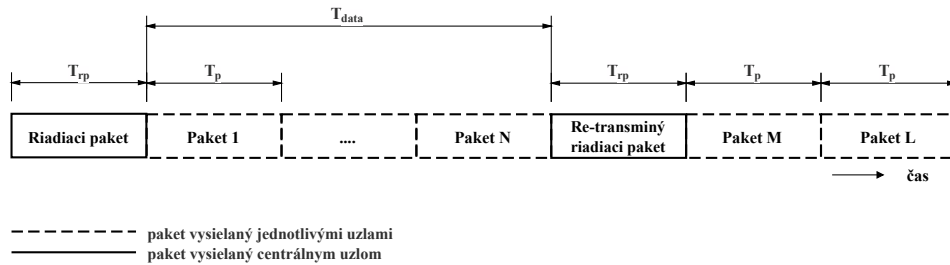 T_data
T_rp T_p T_rp T_p T_p
Riadiaci paket Paket 1 .... Paket N Re-transminý riadiaci paket Paket M Paket L
čas
paket vysielaný jednotlivými uzlami
paket vysielaný centrálnym uzlom